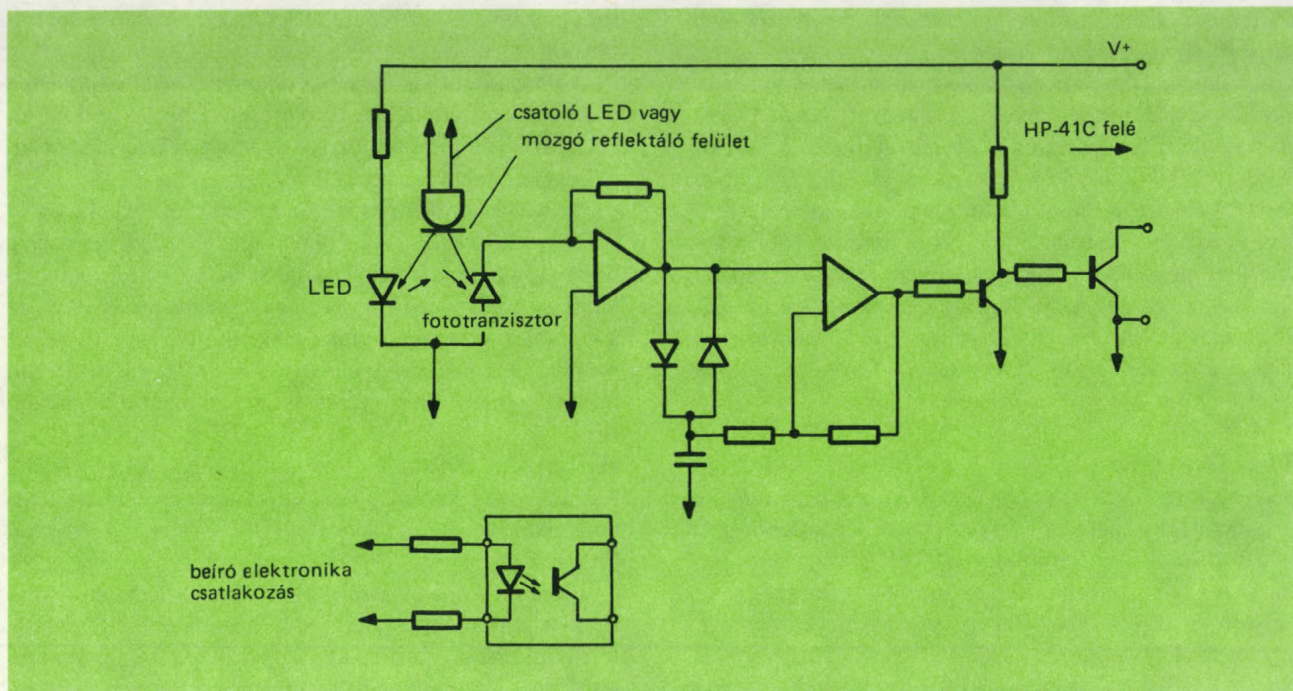 V+
csatoló LED vagy
mozgó reflektáló felület
HP-41C felé
LED
fototranzisztor
beíró elektronika
csatlakozás